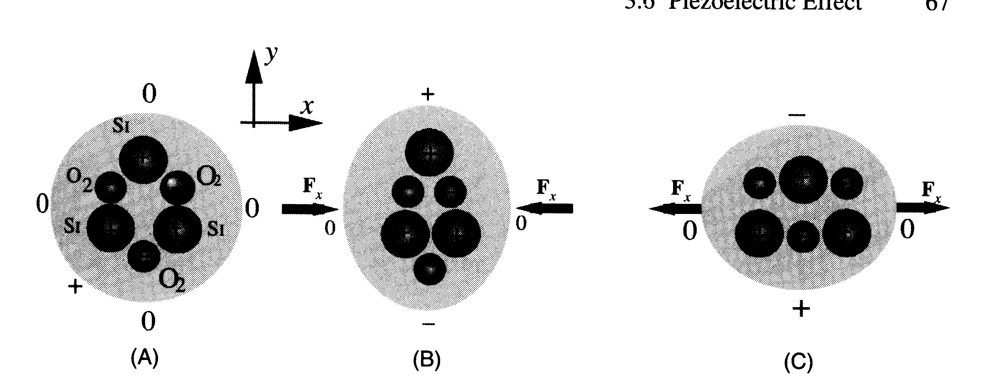 3.6 Piezoelectric Effect 67
y
x
0
Si
O2
O2
0
0
Si
Si
O2
+
0
(A)
+
Fx
Fx
0
0
–
(B)
–
Fx
Fx
0
0
+
(C)